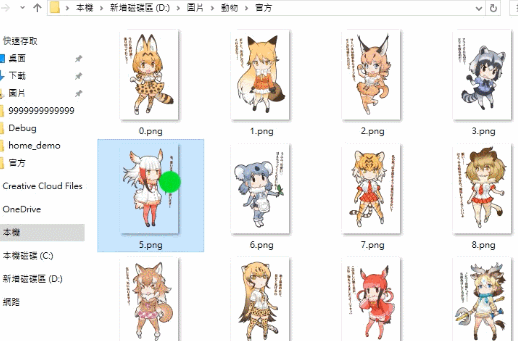 本機 › 新增磁碟區 (D:) › 圖片 › 動物 › 官方
快速存取
桌面
下載
圖片
9999999999999
Debug
home_demo
官方
Creative Cloud Files
OneDrive
本機
本機磁碟 (C:)
新增磁碟區 (D:)
網路
0.png
1.png
2.png
3.png
5.png
6.png
7.png
8.png